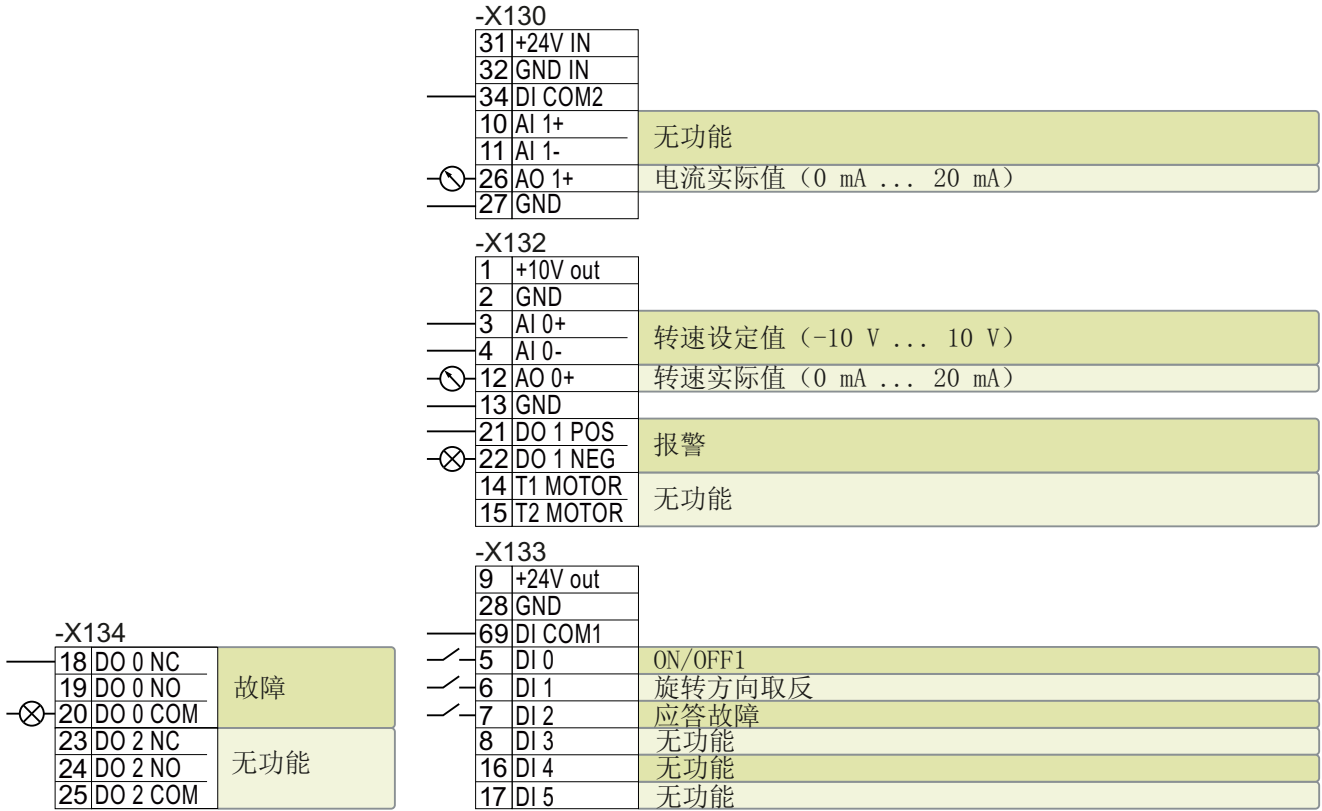 -X130
31 +24V IN
32 GND IN
34 DI COM2
10 AI 1+
11 AI 1-
无功能
26 AO 1+ 电流实际值（0 mA ... 20 mA）
27 GND
-X132
1 +10V out
2 GND
3 AI 0+
4 AI 0-
转速设定值（-10 V ... 10 V）
12 AO 0+ 转速实际值（0 mA ... 20 mA）
13 GND
21 DO 1 POS
22 DO 1 NEG
报警
14 T1 MOTOR
15 T2 MOTOR
无功能
-X133
9 +24V out
28 GND
69 DI COM1
5 DI 0 ON/OFF1
6 DI 1 旋转方向取反
7 DI 2 应答故障
8 DI 3 无功能
16 DI 4 无功能
17 DI 5 无功能
-X134
18 DO 0 NC
19 DO 0 NO
20 DO 0 COM
故障
23 DO 2 NC
24 DO 2 NO
25 DO 2 COM
无功能